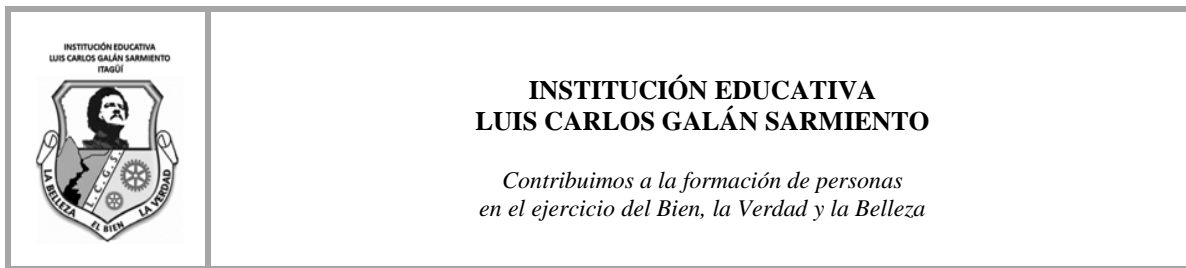 INSTITUCIÓN EDUCATIVA
LUIS CARLOS GALÁN SARMIENTO
ITAGÜÍ
L.C.G.S.
LA BELLEZA
EL BIEN
LA VERDAD
INSTITUCIÓN EDUCATIVA
LUIS CARLOS GALÁN SARMIENTO
Contribuimos a la formación de personas
en el ejercicio del Bien, la Verdad y la Belleza